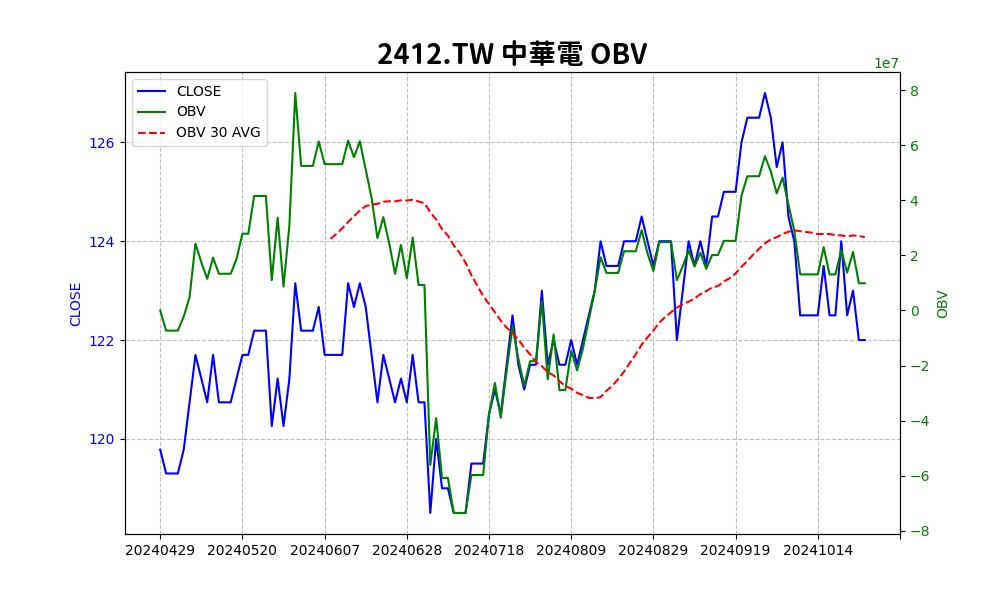 2412.TW 中華電 OBV
1e7
CLOSE
OBV
OBV 30 AVG
126
124
122
120
CLOSE
8
6
4
2
0
−2
−4
−6
−8
OBV
20240429 20240520 20240607 20240628 20240718 20240809 20240829 20240919 20241014